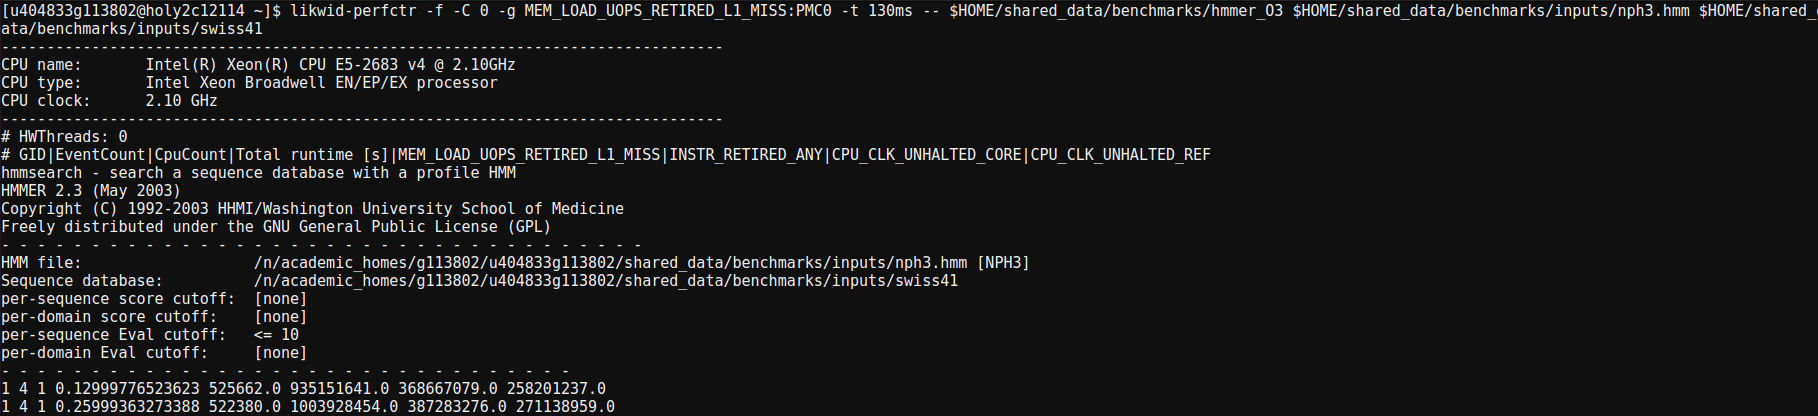 [u404833g113802@holy2c12114 ~]$ likwid-perfctr -f -C 0 -g MEM_LOAD_UOPS_RETIRED_L1_MISS:PMC0 -t 130ms -- $HOME/shared_data/benchmarks/hmmer_O3 $HOME/shared_data/benchmarks/inputs/nph3.hmm $HOME/shared_
ata/benchmarks/inputs/swiss41
--------------------------------------------------------------------------------
CPU name:       Intel(R) Xeon(R) CPU E5-2683 v4 @ 2.10GHz
CPU type:       Intel Xeon Broadwell EN/EP/EX processor
CPU clock:      2.10 GHz
--------------------------------------------------------------------------------
# HWThreads: 0
# GID|EventCount|CpuCount|Total runtime [s]|MEM_LOAD_UOPS_RETIRED_L1_MISS|INSTR_RETIRED_ANY|CPU_CLK_UNHALTED_CORE|CPU_CLK_UNHALTED_REF
hmmsearch - search a sequence database with a profile HMM
HMMER 2.3 (May 2003)
Copyright (C) 1992-2003 HHMI/Washington University School of Medicine
Freely distributed under the GNU General Public License (GPL)
- - - - - - - - - - - - - - - - - - - - - - - - - - - - - - - - - - - -
HMM file:                   /n/academic_homes/g113802/u404833g113802/shared_data/benchmarks/inputs/nph3.hmm [NPH3]
Sequence database:          /n/academic_homes/g113802/u404833g113802/shared_data/benchmarks/inputs/swiss41
per-sequence score cutoff:  [none]
per-domain score cutoff:    [none]
per-sequence Eval cutoff:   <= 10
per-domain Eval cutoff:     [none]
- - - - - - - - - - - - - - - - - - - - - - - - - - - - - - - -
1 4 1 0.12999776523623 525662.0 935151641.0 368667079.0 258201237.0
1 4 1 0.25999363273388 522380.0 1003928454.0 387283276.0 271138959.0